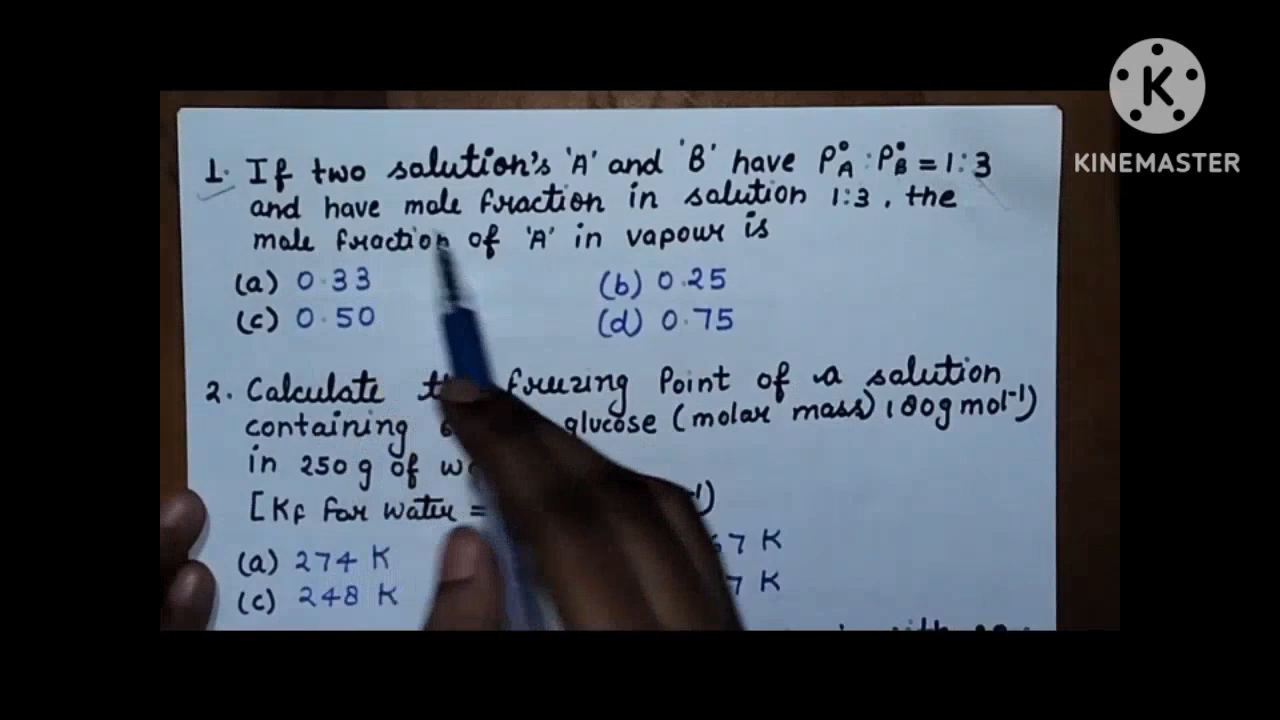 K
KINEMASTER
1. If two solution's 'A' and 'B' have P°A : P°B = 1:3
and have mole fraction in solution 1:3, the
mole fraction of 'A' in vapour is
(a) 0.33 (b) 0.25
(c) 0.50 (d) 0.75
2. Calculate freezing Point of a solution
containing glucose (molar mass) 180g mol⁻¹)
in 250 g of
[Kf for water =
(a) 274 K 7 K
(c) 248 K 7 K